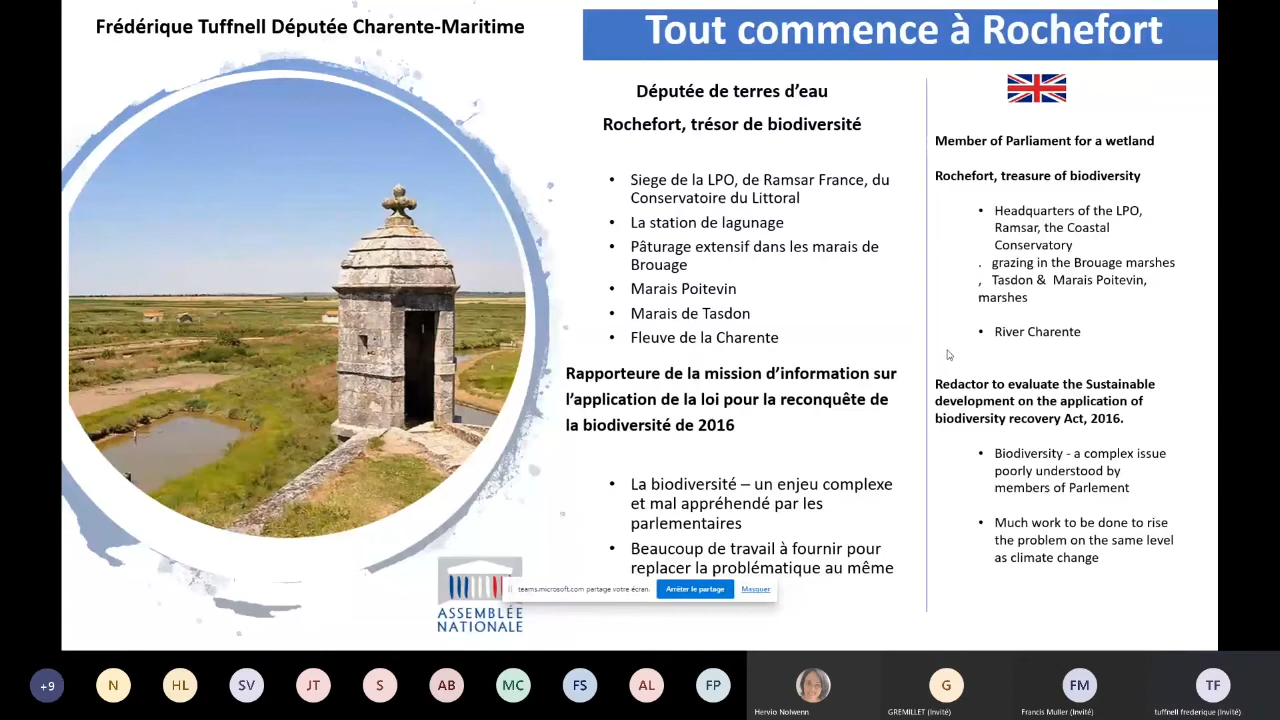 Frédérique Tuffnell Députée Charente-Maritime
Tout commence à Rochefort
Députée de terres d’eau
Rochefort, trésor de biodiversité
• Siege de la LPO, de Ramsar France, du
Conservatoire du Littoral
• La station de lagunage
• Pâturage extensif dans les marais de
Brouage
• Marais Poitevin
• Marais de Tasdon
• Fleuve de la Charente
Rapporteure de la mission d’information sur
l’application de la loi pour la reconquête de
la biodiversité de 2016
• La biodiversité – un enjeu complexe
et mal appréhendé par les
parlementaires
• Beaucoup de travail à fournir pour
replacer la problématique au même
Member of Parliament for a wetland
Rochefort, treasure of biodiversity
• Headquarters of the LPO,
Ramsar, the Coastal
Conservatory
. grazing in the Brouage marshes
, Tasdon & Marais Poitevin,
marshes
• River Charente
Redactor to evaluate the Sustainable
development on the application of
biodiversity recovery Act, 2016.
• Biodiversity - a complex issue
poorly understood by
members of Parlement
• Much work to be done to rise
the problem on the same level
as climate change
teams.microsoft.com partage votre écran.
Arrêter le partage
Masquer
ASSEMBLÉE
NATIONALE
+9
N
HL
SV
JT
S
AB
MC
FS
AL
FP
Hervio Nolwenn
G
GREMILLET (Invité)
FM
Francis Muller (Invité)
TF
tuffnell frederique (Invité)